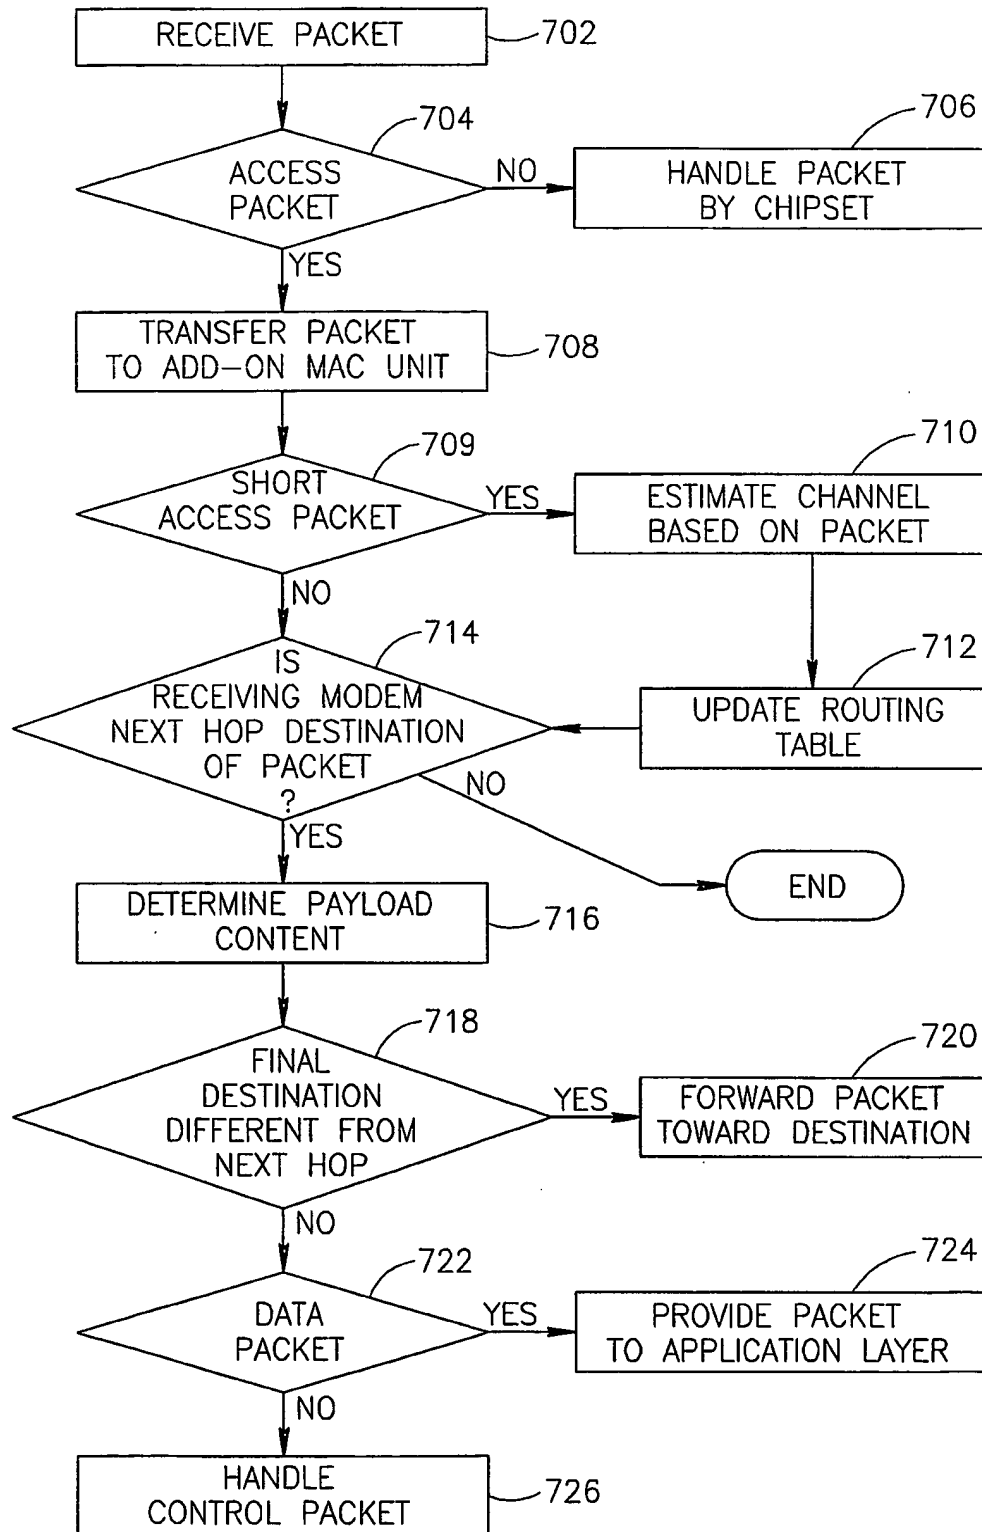 RECEIVE PACKET
702
704
ACCESS
PACKET
NO
706
HANDLE PACKET
BY CHIPSET
YES
TRANSFER PACKET
TO ADD-ON MAC UNIT
708
709
SHORT
ACCESS PACKET
YES
710
ESTIMATE CHANNEL
BASED ON PACKET
NO
714
IS
RECEIVING MODEM
NEXT HOP DESTINATION
OF PACKET
?
712
UPDATE ROUTING
TABLE
NO
END
YES
DETERMINE PAYLOAD
CONTENT
716
718
FINAL
DESTINATION
DIFFERENT FROM
NEXT HOP
YES
720
FORWARD PACKET
TOWARD DESTINATION
NO
722
DATA
PACKET
YES
724
PROVIDE PACKET
TO APPLICATION LAYER
NO
HANDLE
CONTROL PACKET
726